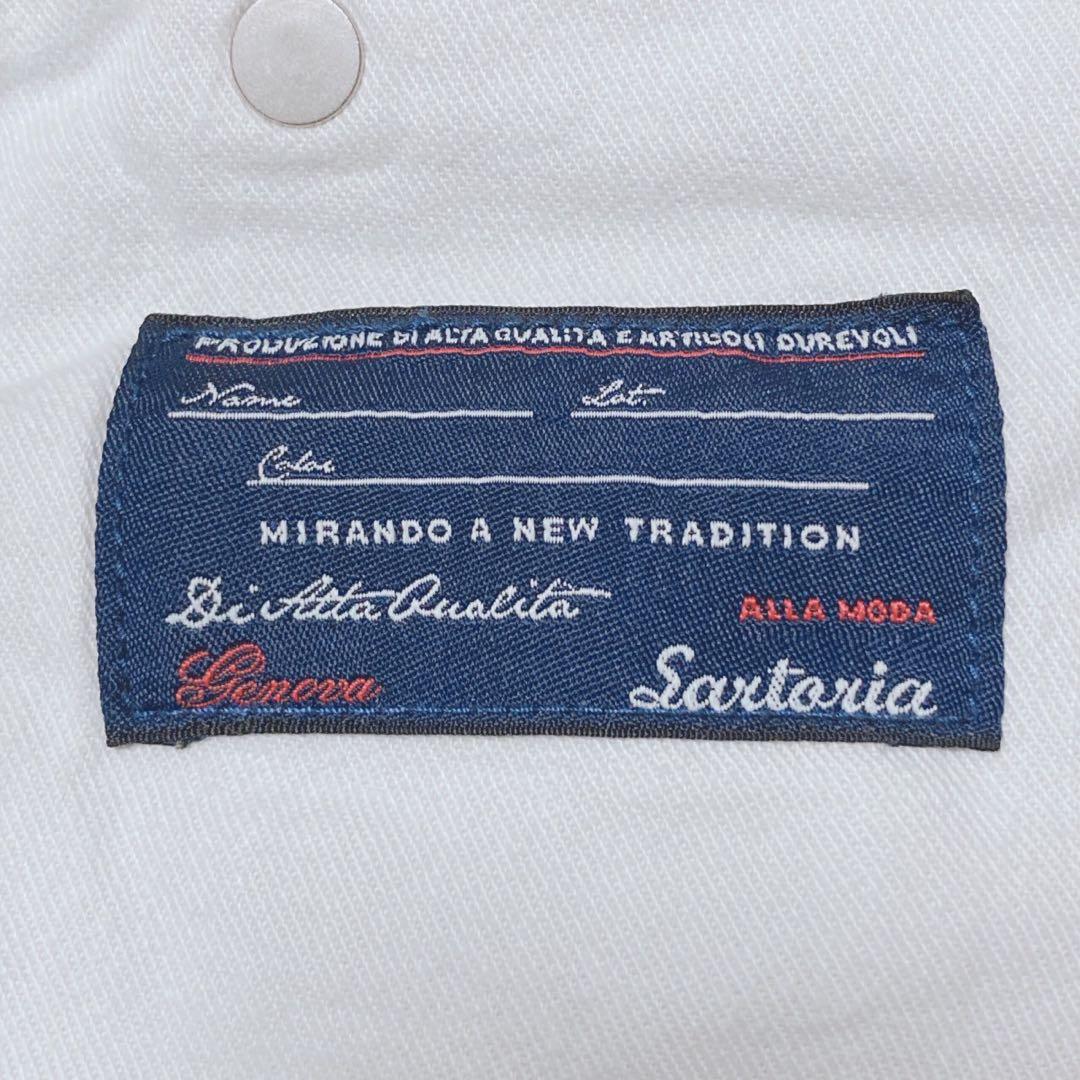 PRODUZIONE DI ALTA QUALITA E ARTICOLI DUREVOLI
Name Lot.
Color
MIRANDO A NEW TRADITION
Di Alta Qualita ALLA MODA
Genova Sartoria